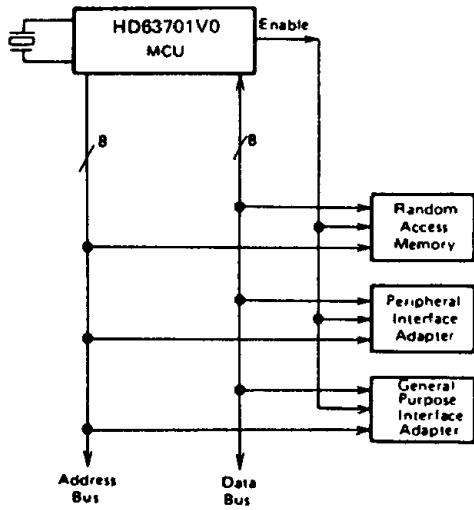 HD63701V0
MCU
Enable
8
8
Random
Access
Memory
Peripheral
Interface
Adapter
General
Purpose
Interface
Adapter
Address
Bus
Data
Bus